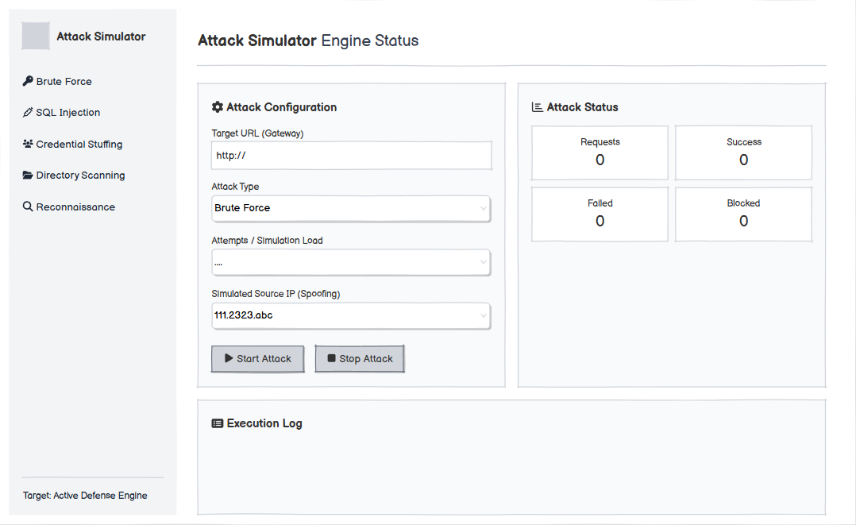 Attack Simulator
Brute Force
SQL Injection
Credential Stuffing
Directory Scanning
Reconnaissance
Target: Active Defense Engine
Attack Simulator Engine Status
Attack Configuration
Target URL (Gateway)
http://
Attack Type
Brute Force
Attempts / Simulation Load
....
Simulated Source IP (Spoofing)
111.2323.abc
Start Attack
Stop Attack
Attack Status
Requests
0
Success
0
Failed
0
Blocked
0
Execution Log